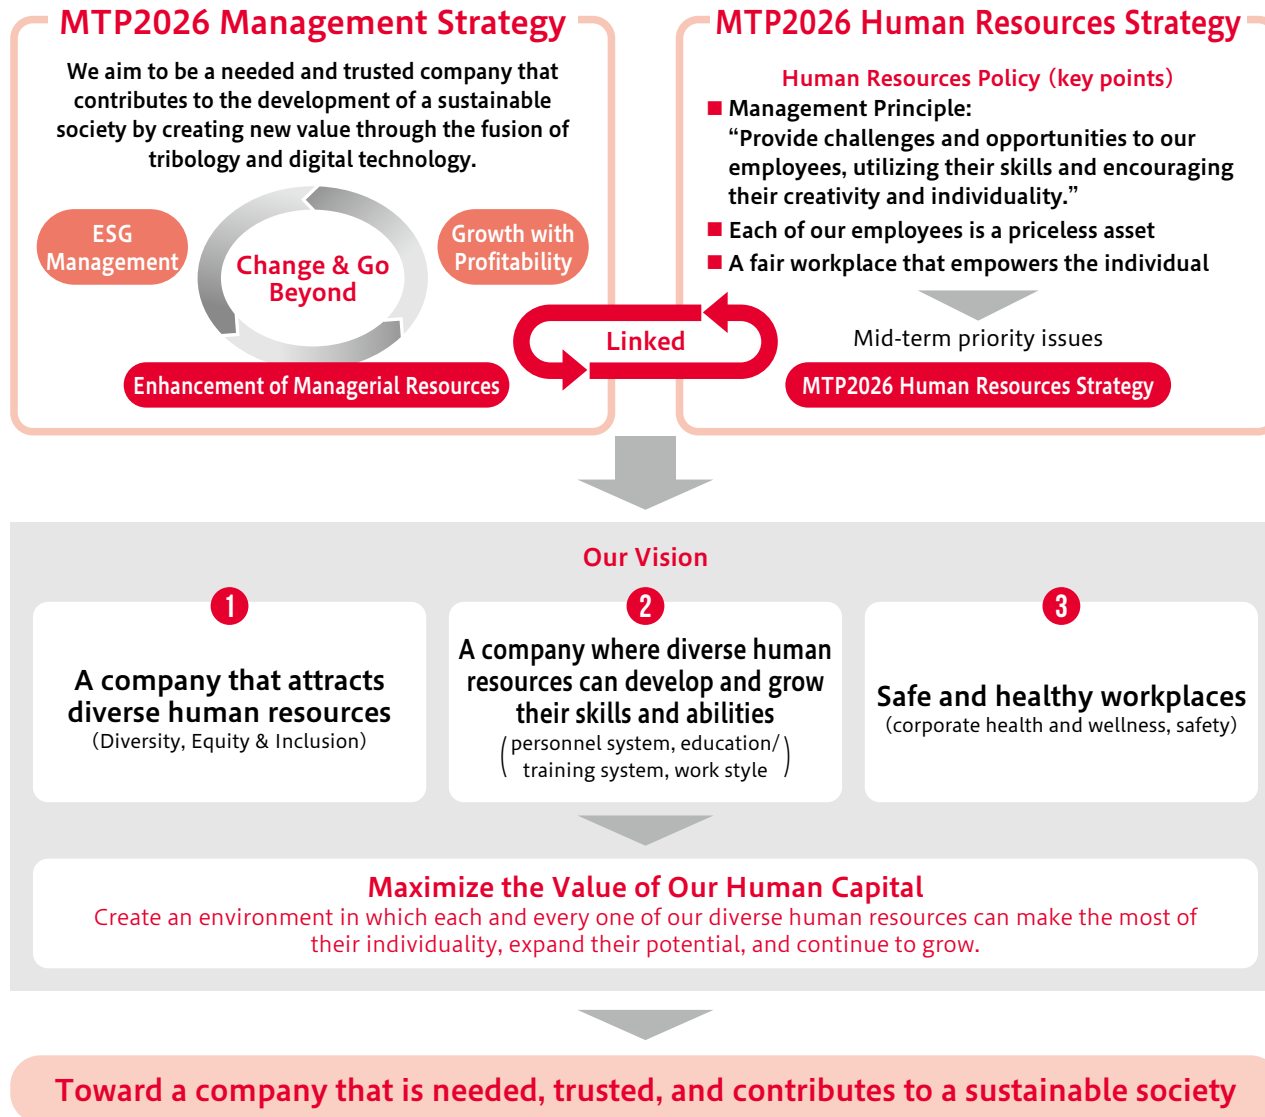 MTP2026 Management Strategy
We aim to be a needed and trusted company that
contributes to the development of a sustainable
society by creating new value through the fusion of
tribology and digital technology.
ESG
Management
Change & Go
Beyond
Growth with
Profitability
Enhancement of Managerial Resources
Linked
MTP2026 Human Resources Strategy
Human Resources Policy (key points)
■ Management Principle:
“Provide challenges and opportunities to our
employees, utilizing their skills and encouraging
their creativity and individuality.”
■ Each of our employees is a priceless asset
■ A fair workplace that empowers the individual
Mid-term priority issues
MTP2026 Human Resources Strategy
Our Vision
1
A company that attracts
diverse human resources
(Diversity, Equity & Inclusion)
2
A company where diverse human
resources can develop and grow
their skills and abilities
(personnel system, education/
training system, work style)
3
Safe and healthy workplaces
(corporate health and wellness, safety)
Maximize the Value of Our Human Capital
Create an environment in which each and every one of our diverse human resources can make the most of
their individuality, expand their potential, and continue to grow.
Toward a company that is needed, trusted, and contributes to a sustainable society